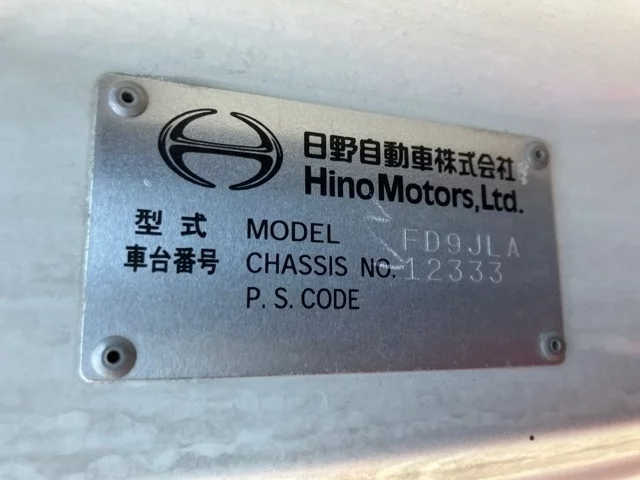 日野自動車株式会社
Hino Motors, Ltd.
型式 MODEL FD9JLA
車台番号 CHASSIS NO. 12333
P. S. CODE